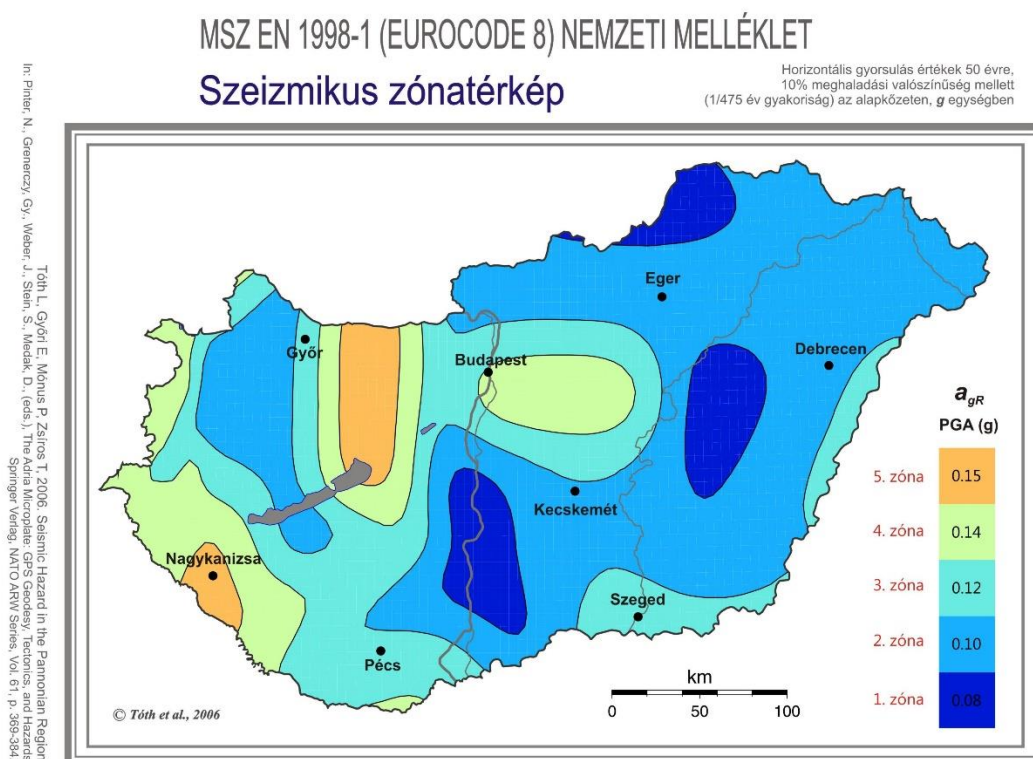 MSZ EN 1998-1 (EUROCODE 8) NEMZETI MELLÉKLET
Szeizmikus zónatérkép
Horizontális gyorsulás értékek 50 évre,
10% meghaladási valószínűség mellett
(1/475 év gyakoriság) az alapkőzeten, g egységben
Tóth L., Győri E., Mónus P., Zsíros T., 2006. Seismic Hazard in the Pannonian Region
In: Pinter, N., Grenerczy, Gy., Weber, J., Stein, S., Medak, D., (eds.), The Adria Microplate: GPS Geodesy, Tectonics, and Hazards
Springer Verlag, NATO ARW Series, Vol. 61, p. 369-384.
Eger
Győr
Budapest
Debrecen
Kecskemét
Nagykanizsa
Szeged
Pécs
agR
PGA (g)
5. zóna 0.15
4. zóna 0.14
3. zóna 0.12
2. zóna 0.10
1. zóna 0.08
km
0 50 100
© Tóth et al., 2006